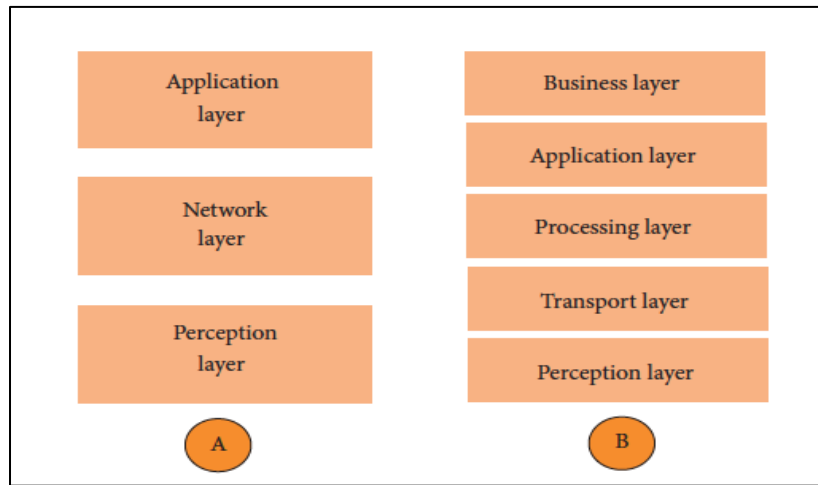 Application
layer
Network
layer
Perception
layer
A
Business layer
Application layer
Processing layer
Transport layer
Perception layer
B